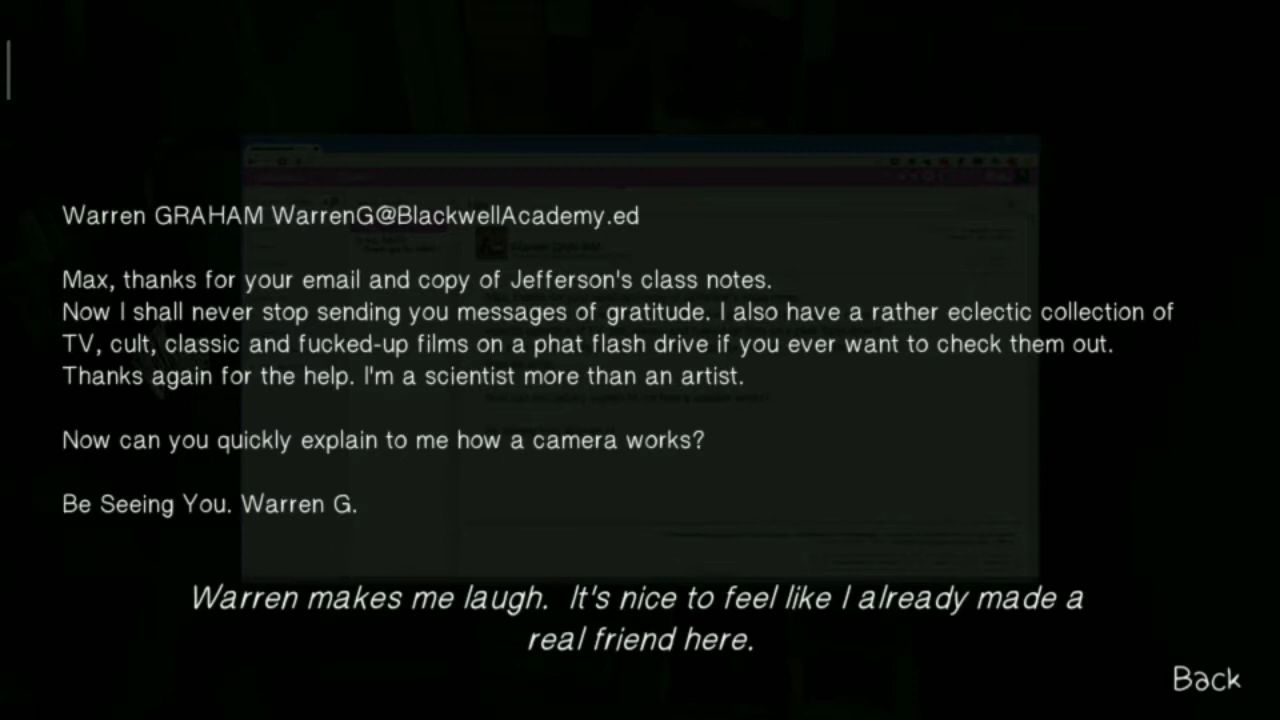 Warren GRAHAM WarrenG@BlackwellAcademy.ed
Max, thanks for your email and copy of Jefferson's class notes.
Now I shall never stop sending you messages of gratitude. I also have a rather eclectic collection of
TV, cult, classic and fucked-up films on a phat flash drive if you ever want to check them out.
Thanks again for the help. I'm a scientist more than an artist.
Now can you quickly explain to me how a camera works?
Be Seeing You. Warren G.
Warren makes me laugh. It's nice to feel like I already made a
real friend here.
Back